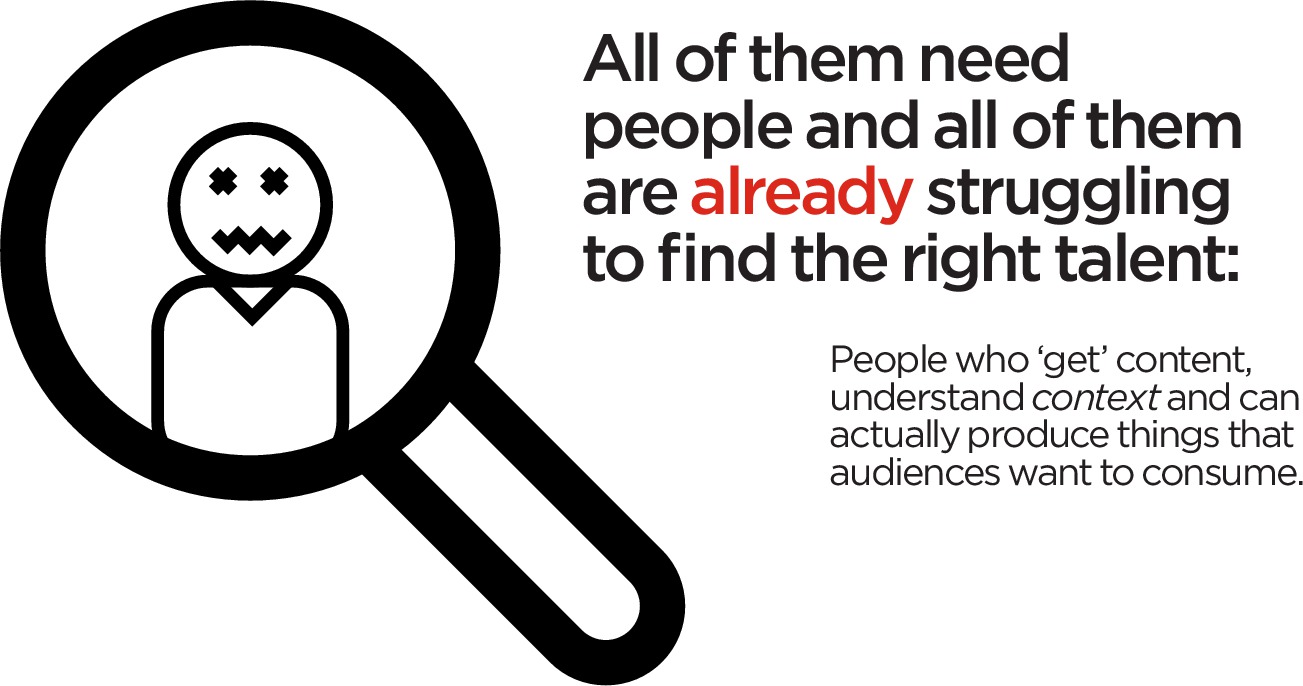 All of them need
people and all of them
are already struggling
to find the right talent:
People who ‘get’ content,
understand context and can
actually produce things that
audiences want to consume.